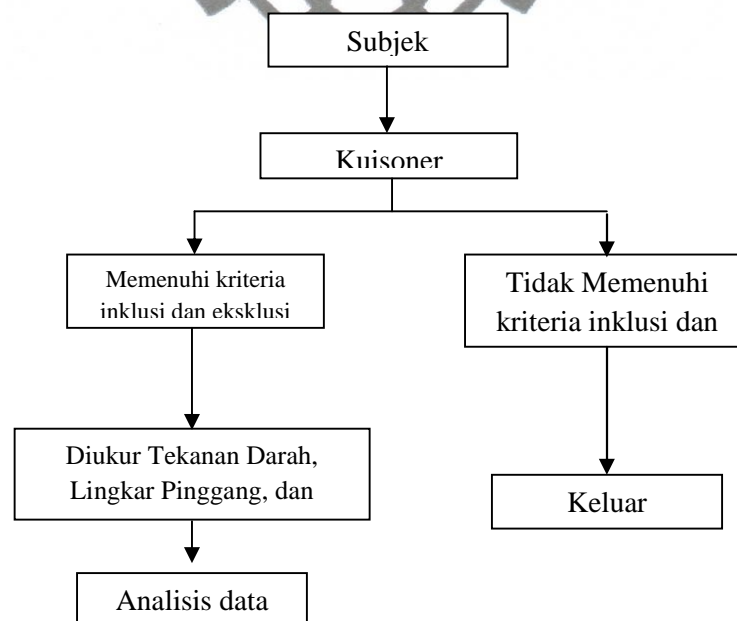 Subjek
Kuisoner
Memenuhi kriteria
inklusi dan eksklusi
Tidak Memenuhi
kriteria inklusi dan
Diukur Tekanan Darah,
Lingkar Pinggang, dan
Keluar
Analisis data